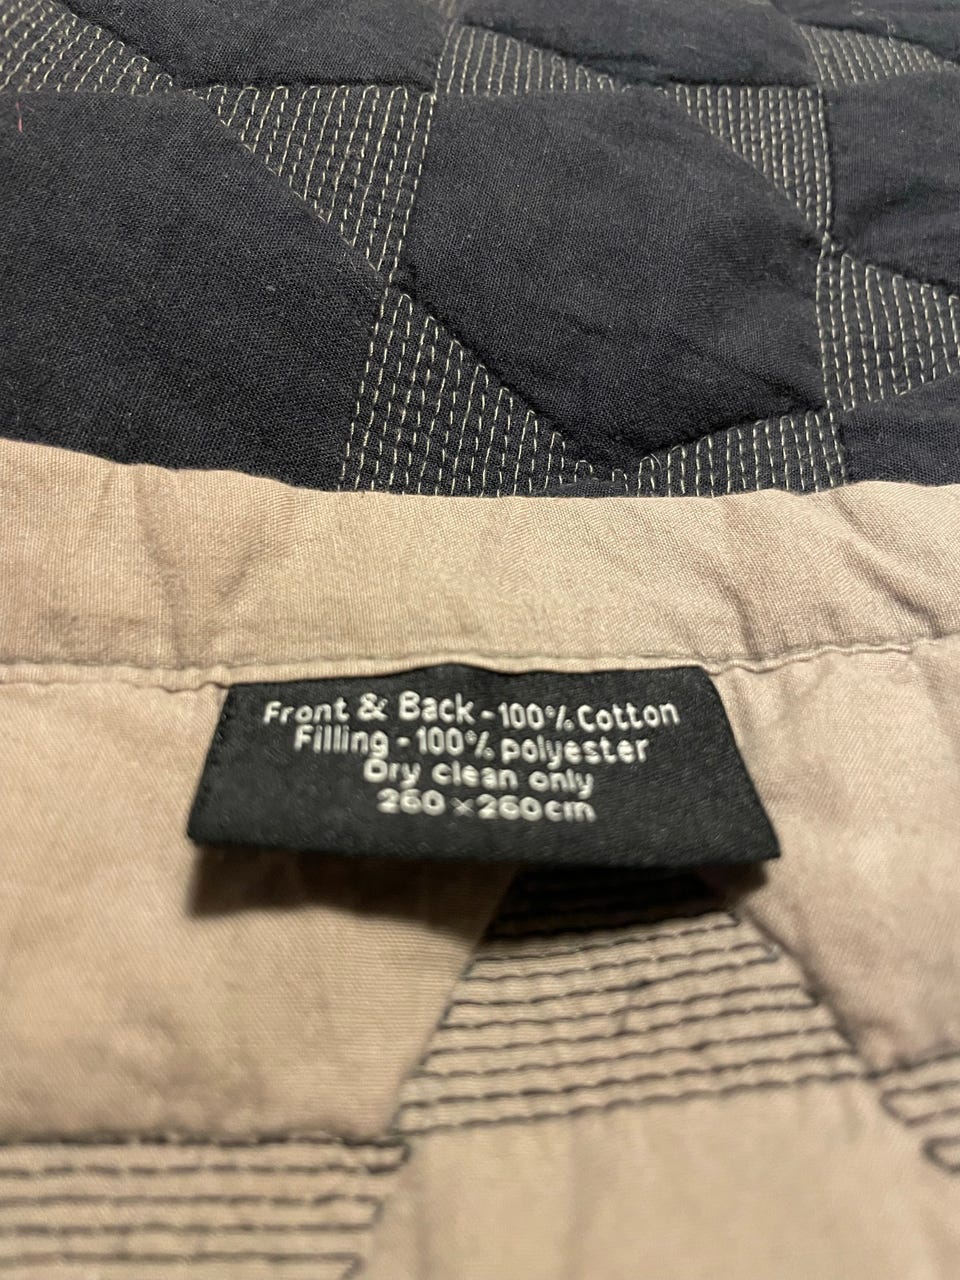 Front & Back - 100% Cotton
Filling - 100% polyester
Dry clean only
260 × 260cm